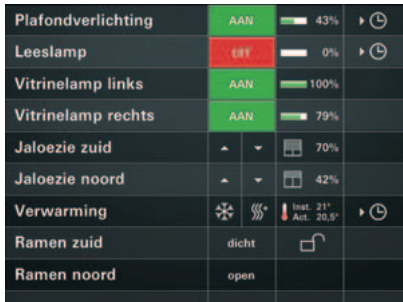 Plafondverlichting AAN 43%
Leeslamp 0%
Vitrinelamp links AAN 100%
Vitrinelamp rechts AAN 79%
Jaloezie zuid 70%
Jaloezie noord 42%
Verwarming Inst. 21° Act. 20,5°
Ramen zuid dicht
Ramen noord open